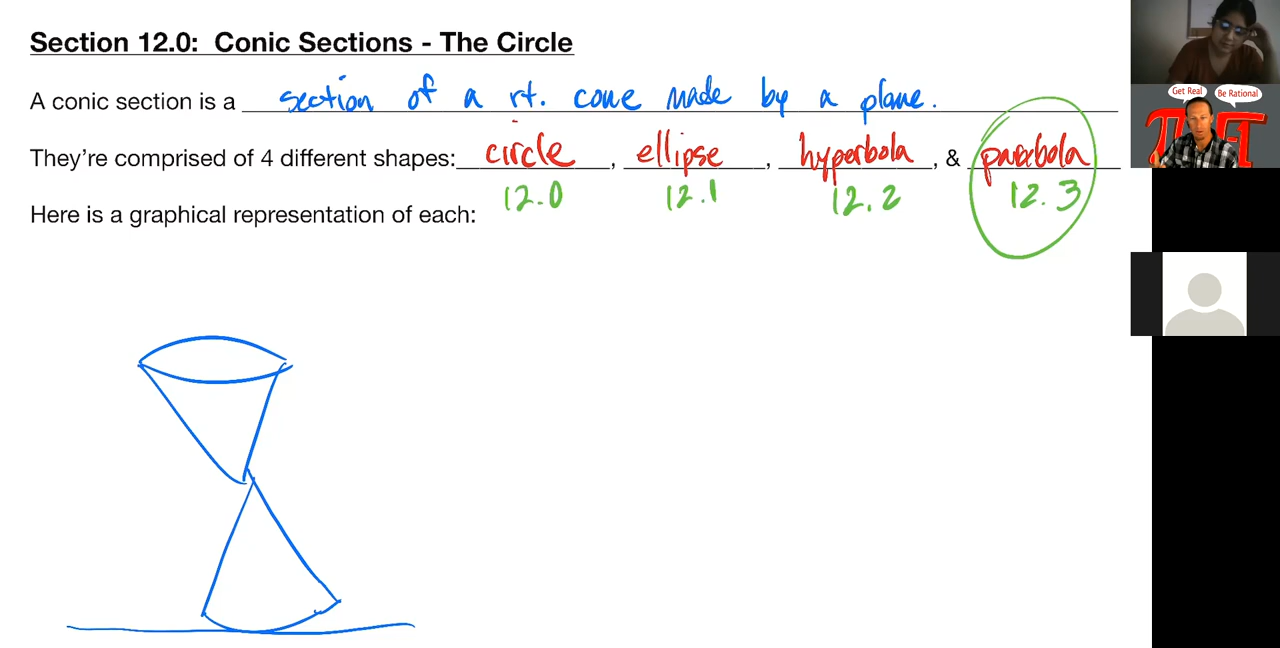 Section 12.0: Conic Sections - The Circle
A conic section is a section of a rt. cone made by a plane.
They're comprised of 4 different shapes: circle, ellipse, hyperbola, & parabola
12.0 12.1 12.2 12.3
Here is a graphical representation of each:
Get Real
Be Rational